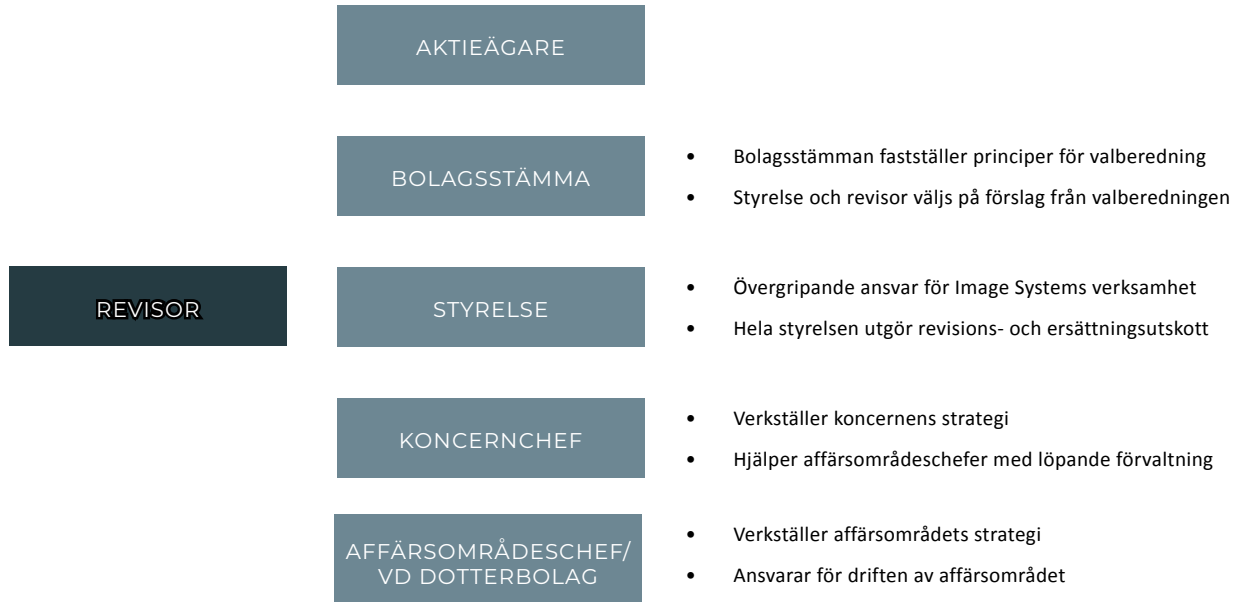 AKTIEÄGARE
BOLAGSSTÄMMA
• Bolagsstämman fastställer principer för valberedning
• Styrelse och revisor väljs på förslag från valberedningen
REVISOR
STYRELSE
• Övergripande ansvar för Image Systems verksamhet
• Hela styrelsen utgör revisions- och ersättningsutskott
KONCERNCHEF
• Verkställer koncernens strategi
• Hjälper affärsområdeschefer med löpande förvaltning
AFFÄRSOMRÅDESCHEF/
VD DOTTERBOLAG
• Verkställer affärsområdets strategi
• Ansvarar för driften av affärsområdet